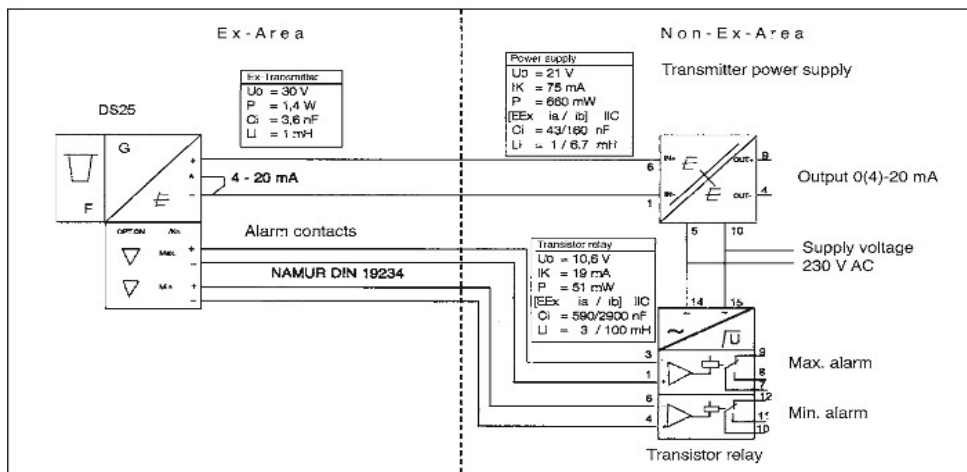 Ex-Area
Non-Ex-Area
Ex-Transmitter
Uo = 30 V
P = 1,4 W
Ci = 3,6 nF
Li = 1 mH
Power supply
Uo = 21 V
IK = 75 mA
P = 660 mW
[EEx ia / ib] IIC
Ci = 43/160 nF
Li = 1 / 6,7 mH
Transmitter power supply
DS25
G
F
E
+
A
-
4 - 20 mA
6
1
IN+
IN-
E
E
OUT+
OUT-
9
4
Output 0(4)-20 mA
5
10
Supply voltage
230 V AC
OPTION
Max.
Min.
+
-
+
-
Alarm contacts
NAMUR DIN 19234
Transistor relay
Uo = 10,6 V
IK = 19 mA
P = 51 mW
[EEx ia / ib] IIC
Ci = 590/2900 nF
Li = 3 / 100 mH
14
15
~
U
3
1
+
9
8
7
Max. alarm
6
4
+
12
11
10
Min. alarm
Transistor relay